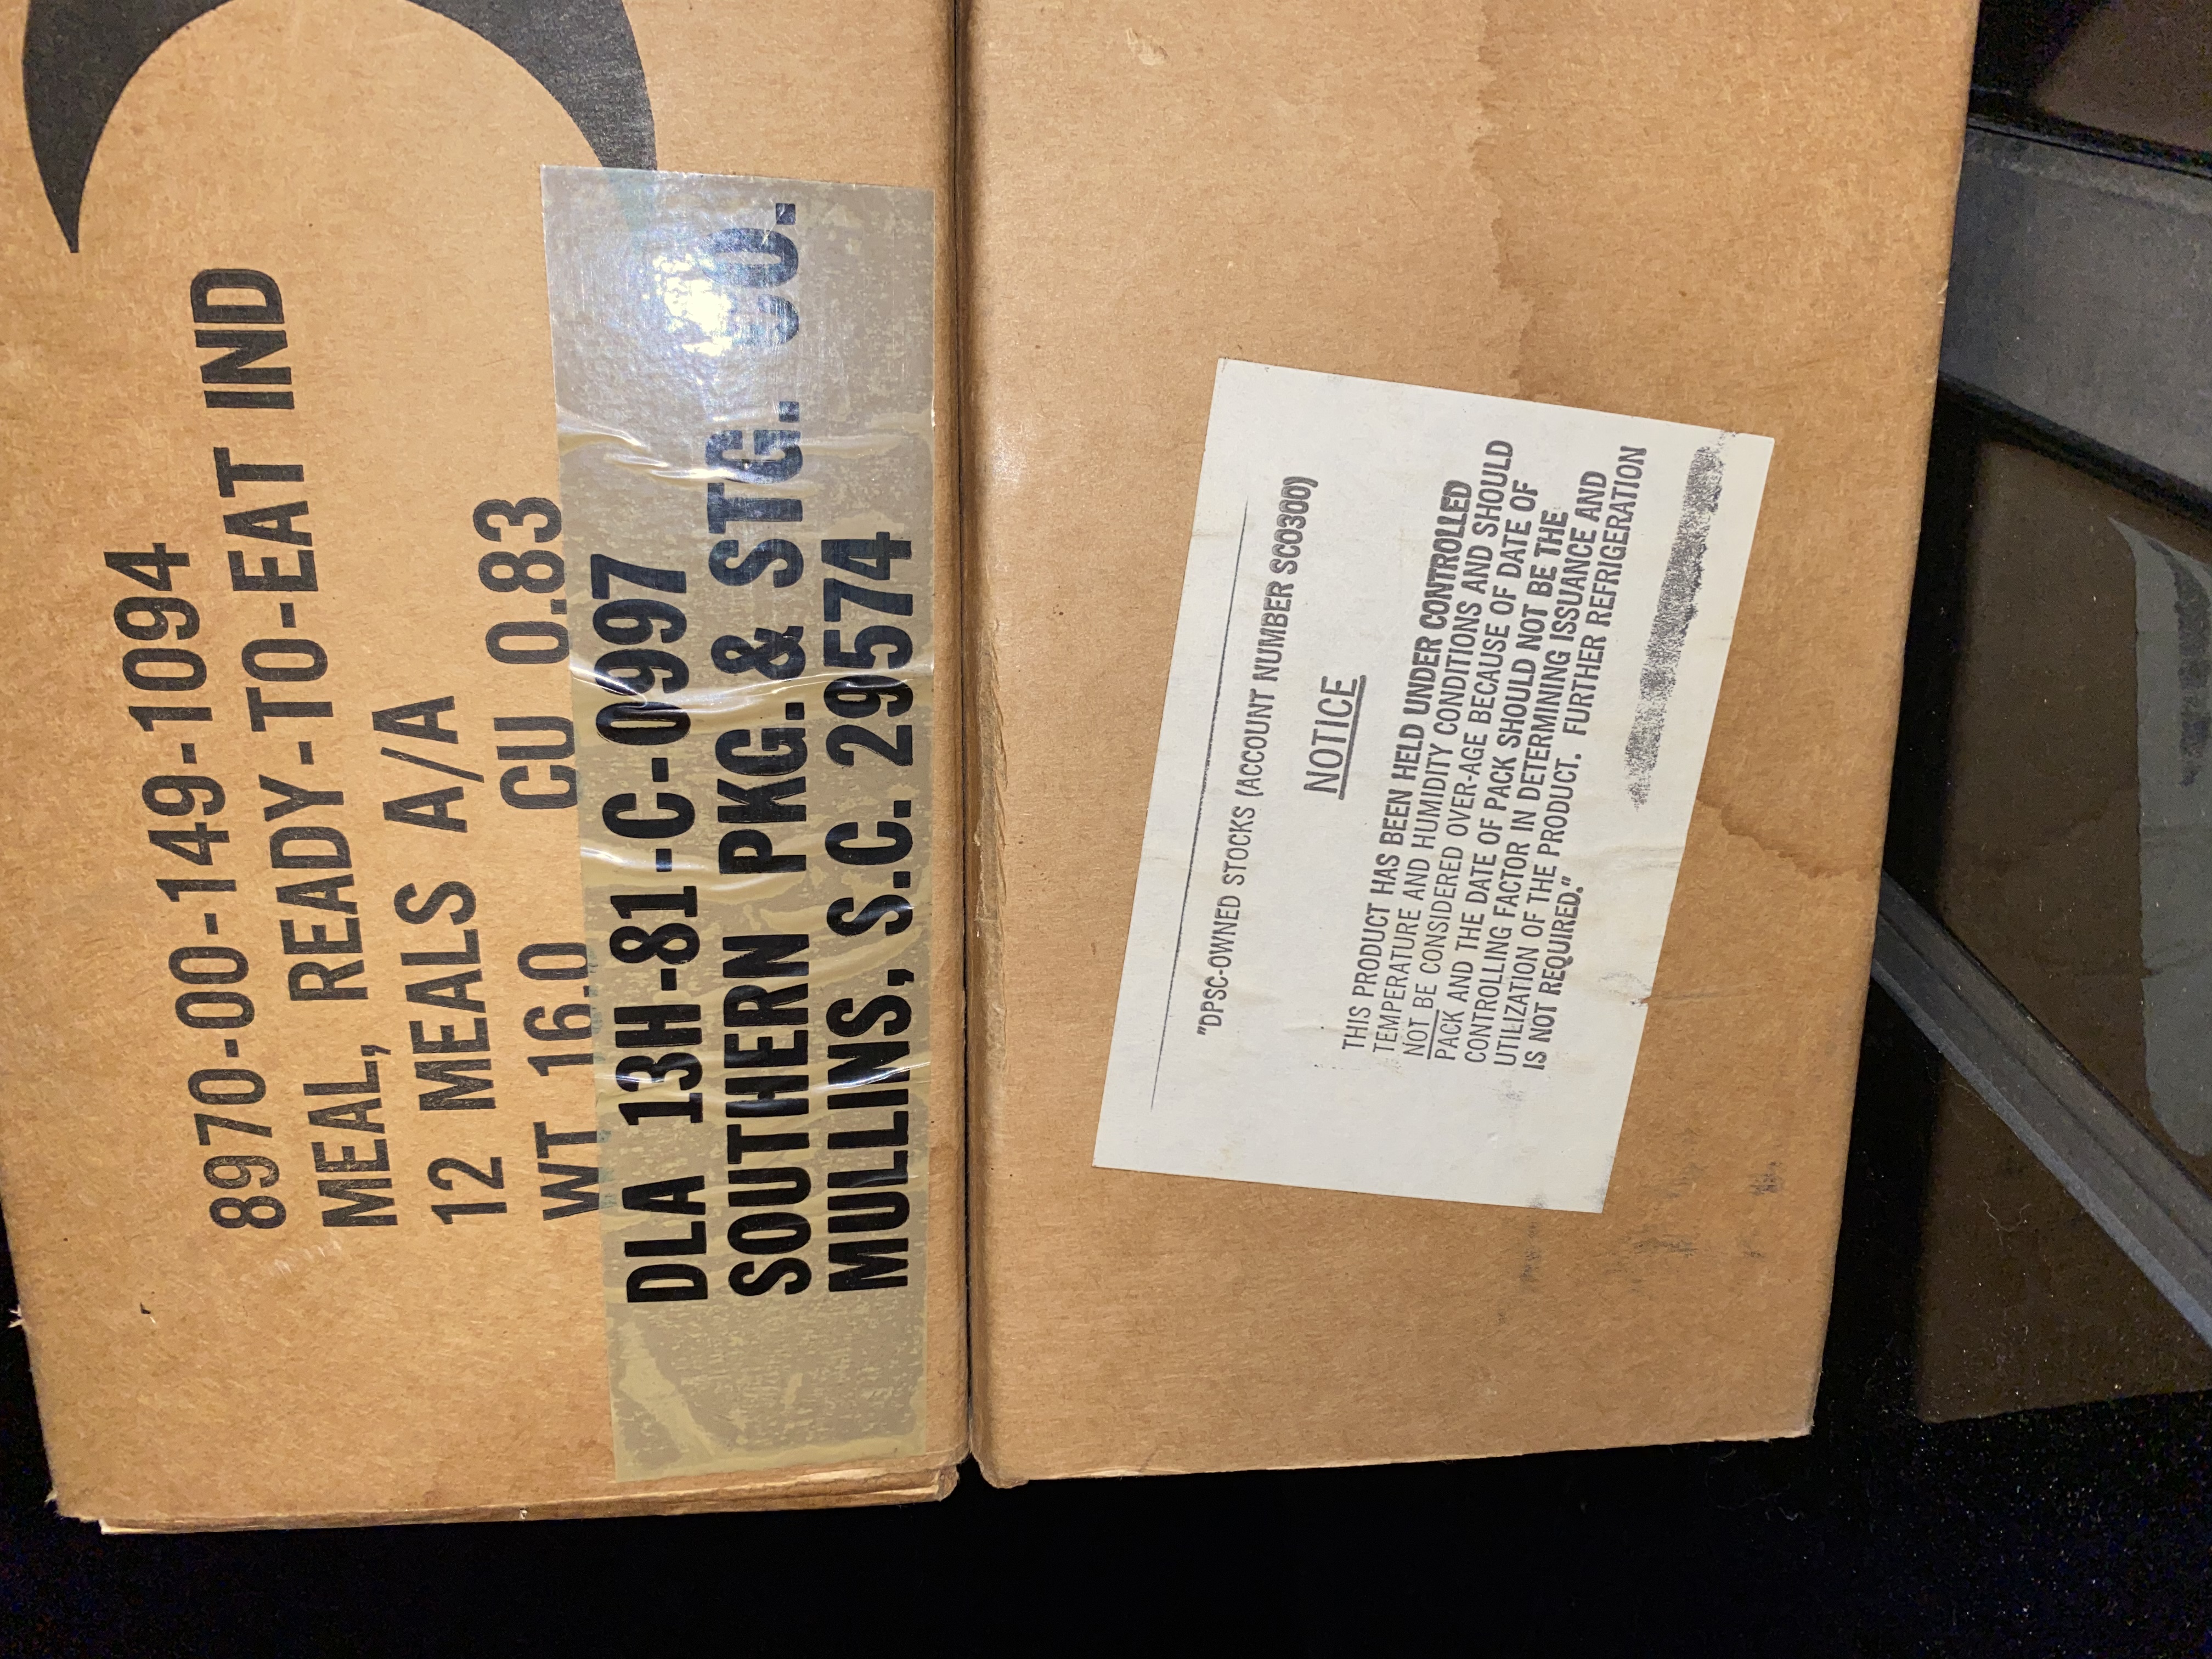 8970-00-149-1094
MEAL, READY-TO-EAT IND
12 MEALS A/A
WT 16.0 CU 0.83
DLA 13H-81-C-0997
SOUTHERN PKG. & STG. CO.
MULLINS, S.C. 29574
"DPSC-OWNED STOCKS (ACCOUNT NUMBER SC0300)
NOTICE
THIS PRODUCT HAS BEEN HELD UNDER CONTROLLED
TEMPERATURE AND HUMIDITY CONDITIONS AND SHOULD
NOT BE CONSIDERED OVER-AGE BECAUSE OF DATE OF
PACK AND THE DATE OF PACK SHOULD NOT BE THE
CONTROLLING FACTOR IN DETERMINING ISSUANCE AND
UTILIZATION OF THE PRODUCT. FURTHER REFRIGERATION
IS NOT REQUIRED."